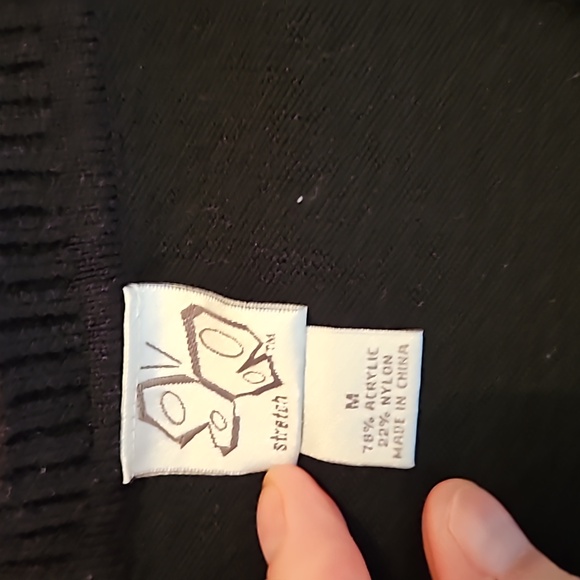 TM
stretch
M
78% ACRYLIC
22% NYLON
MADE IN CHINA